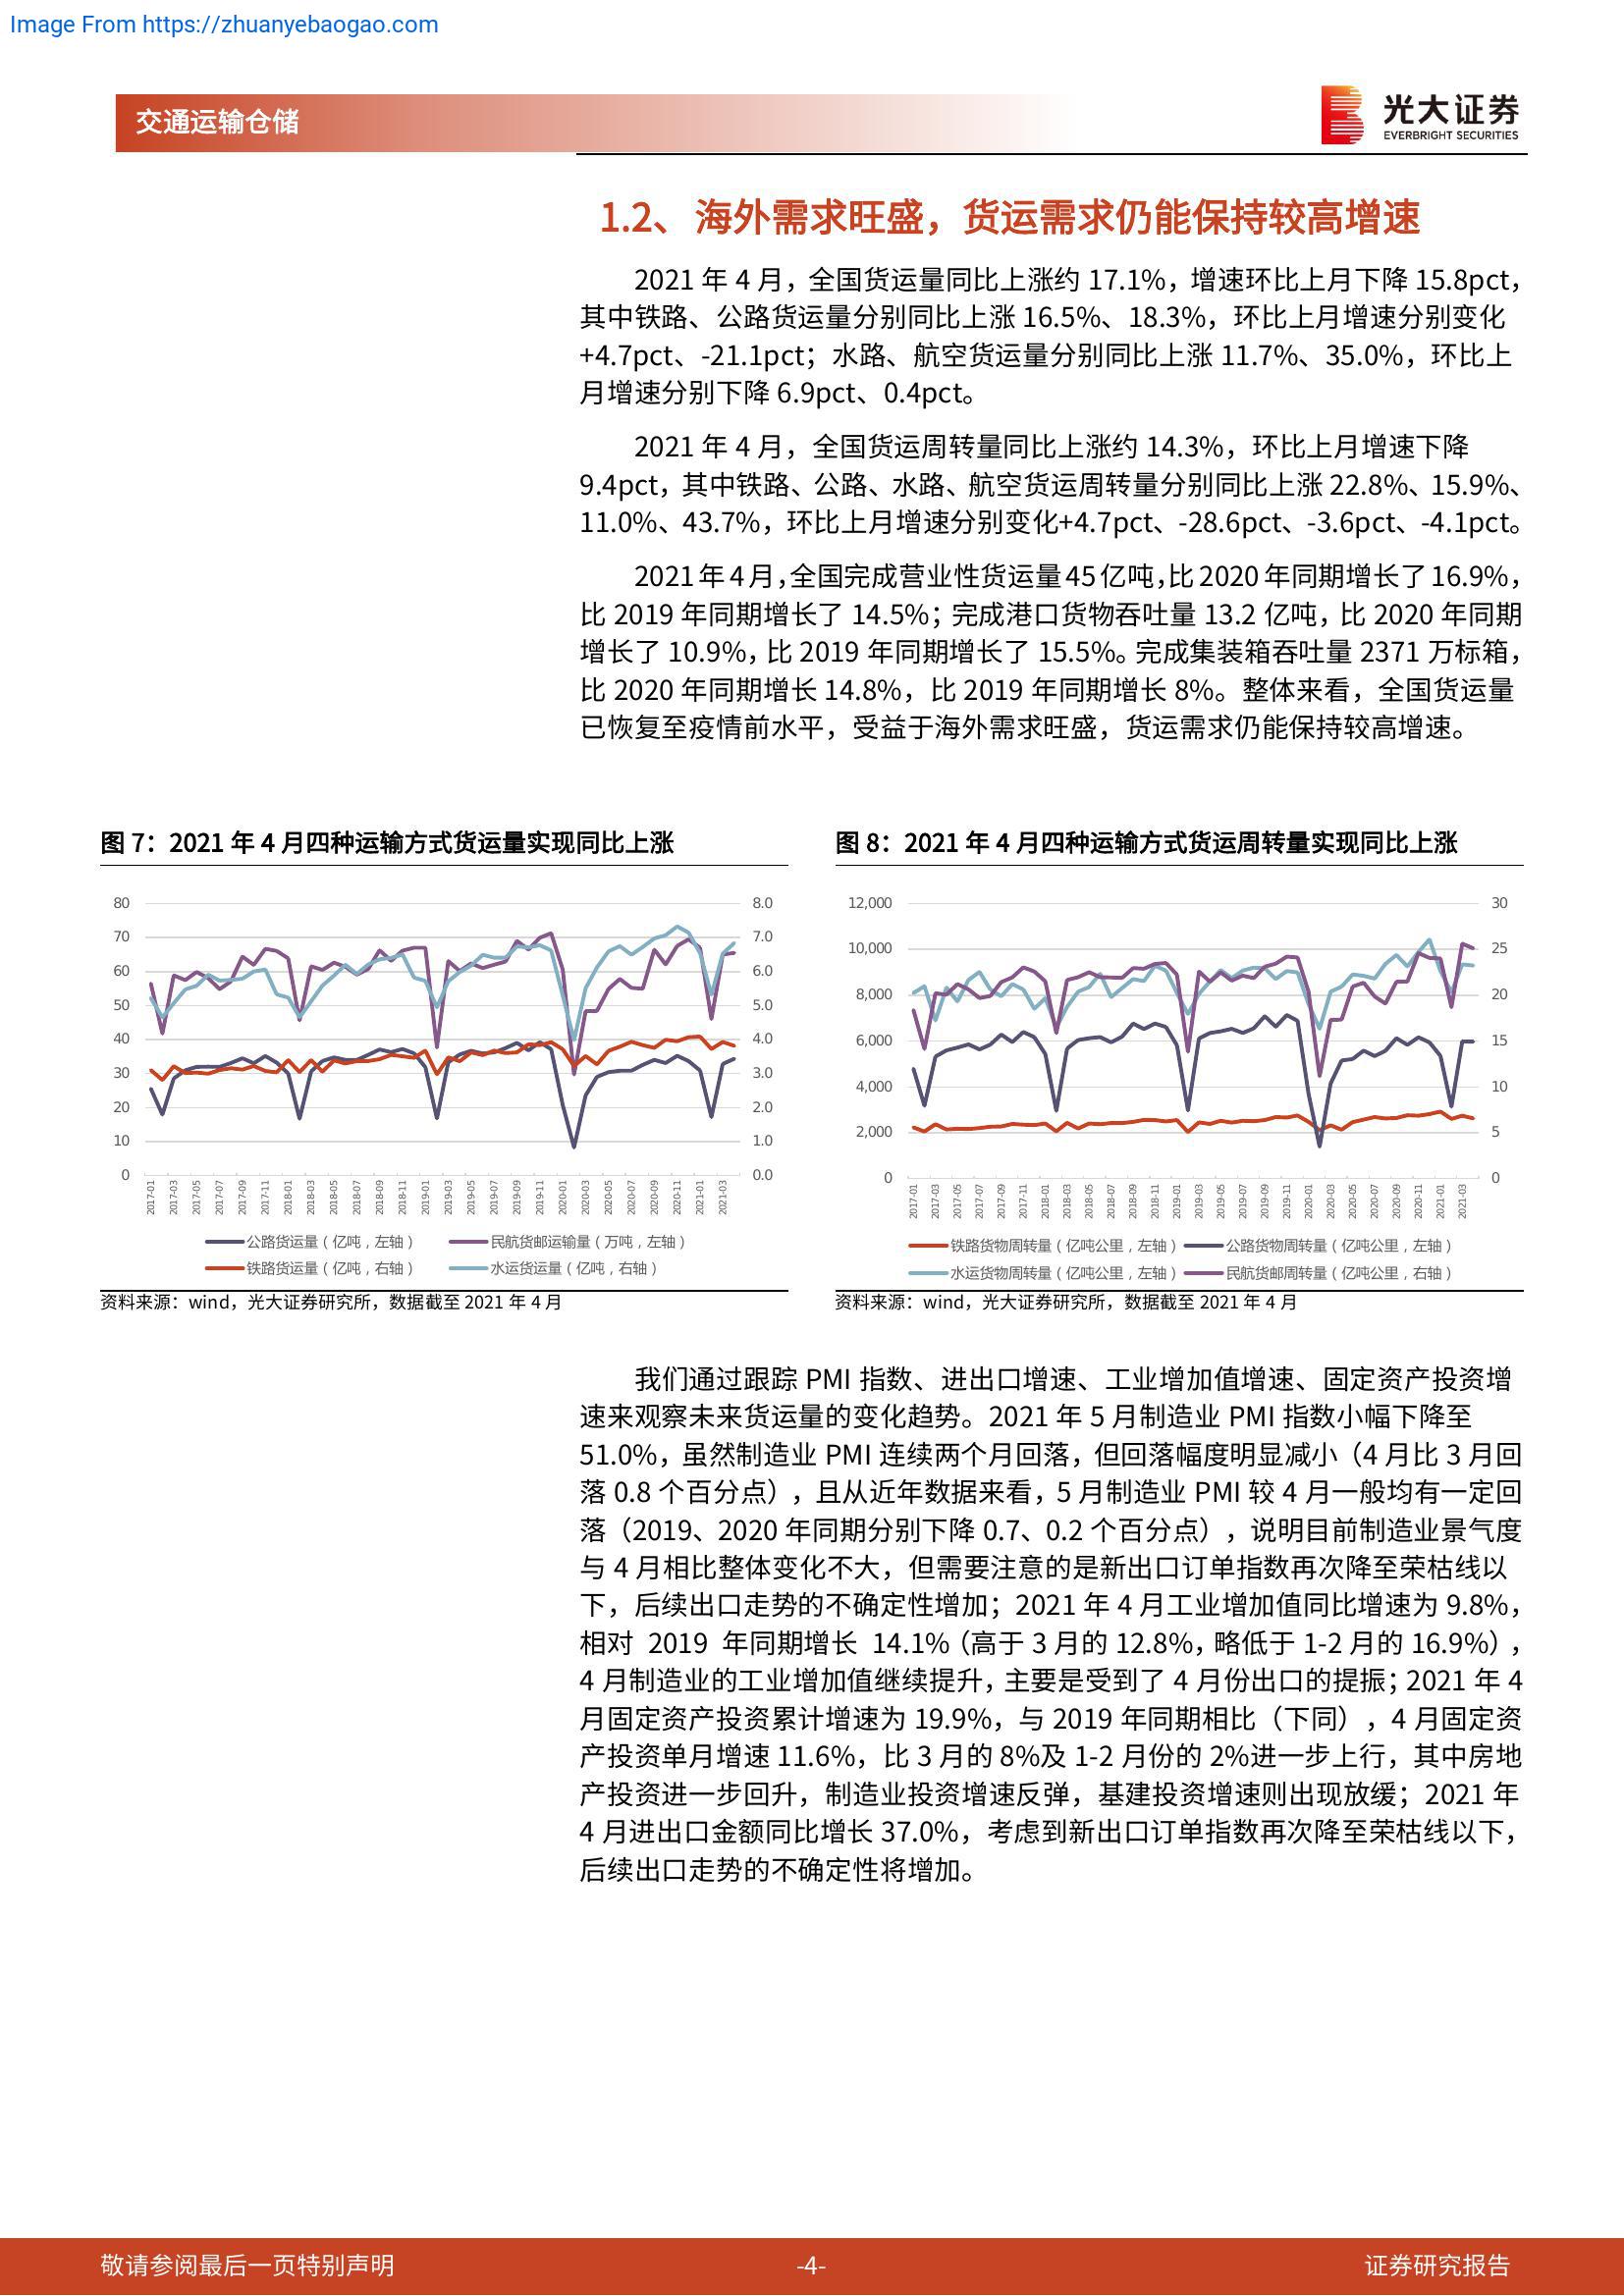 Image From https://zhuanyebaogao.com
交通运输仓储
光大证券
EVERBRIGHT SECURITIES
1.2、 海外需求旺盛，货运需求仍能保持较高增速
2021 年 4 月，全国货运量同比上涨约 17.1%，增速环比上月下降 15.8pct，
其中铁路、公路货运量分别同比上涨 16.5%、18.3%，环比上月增速分别变化
+4.7pct、-21.1pct；水路、航空货运量分别同比上涨 11.7%、35.0%，环比上
月增速分别下降 6.9pct、0.4pct。
2021 年 4 月，全国货运周转量同比上涨约 14.3%，环比上月增速下降
9.4pct，其中铁路、公路、水路、航空货运周转量分别同比上涨 22.8%、15.9%、
11.0%、43.7%，环比上月增速分别变化+4.7pct、-28.6pct、-3.6pct、-4.1pct。
2021 年 4 月，全国完成营业性货运量 45 亿吨，比 2020 年同期增长了 16.9%，
比 2019 年同期增长了 14.5%；完成港口货物吞吐量 13.2 亿吨，比 2020 年同期
增长了 10.9%，比 2019 年同期增长了 15.5%。完成集装箱吞吐量 2371 万标箱，
比 2020 年同期增长 14.8%，比 2019 年同期增长 8%。整体来看，全国货运量
已恢复至疫情前水平，受益于海外需求旺盛，货运需求仍能保持较高增速。
图 7：2021 年 4 月四种运输方式货运量实现同比上涨
80
70
60
50
40
30
20
10
0
8.0
7.0
6.0
5.0
4.0
3.0
2.0
1.0
0.0
2017-01
2017-03
2017-05
2017-07
2017-09
2017-11
2018-01
2018-03
2018-05
2018-07
2018-09
2018-11
2019-01
2019-03
2019-05
2019-07
2019-09
2019-11
2020-01
2020-03
2020-05
2020-07
2020-09
2020-11
2021-01
2021-03
公路货运量（亿吨，左轴） 民航货邮运输量（万吨，左轴）
铁路货运量（亿吨，右轴） 水运货运量（亿吨，右轴）
资料来源：wind，光大证券研究所，数据截至 2021 年 4 月
图 8：2021 年 4 月四种运输方式货运周转量实现同比上涨
12,000
10,000
8,000
6,000
4,000
2,000
0
30
25
20
15
10
5
0
2017-01
2017-03
2017-05
2017-07
2017-09
2017-11
2018-01
2018-03
2018-05
2018-07
2018-09
2018-11
2019-01
2019-03
2019-05
2019-07
2019-09
2019-11
2020-01
2020-03
2020-05
2020-07
2020-09
2020-11
2021-01
2021-03
铁路货物周转量（亿吨公里，左轴） 公路货物周转量（亿吨公里，左轴）
水运货物周转量（亿吨公里，左轴） 民航货邮周转量（亿吨公里，右轴）
资料来源：wind，光大证券研究所，数据截至 2021 年 4 月
我们通过跟踪 PMI 指数、进出口增速、工业增加值增速、固定资产投资增
速来观察未来货运量的变化趋势。2021 年 5 月制造业 PMI 指数小幅下降至
51.0%，虽然制造业 PMI 连续两个月回落，但回落幅度明显减小（4 月比 3 月回
落 0.8 个百分点），且从近年数据来看，5 月制造业 PMI 较 4 月一般均有一定回
落（2019、2020 年同期分别下降 0.7、0.2 个百分点），说明目前制造业景气度
与 4 月相比整体变化不大，但需要注意的是新出口订单指数再次降至荣枯线以
下，后续出口走势的不确定性增加；2021 年 4 月工业增加值同比增速为 9.8%，
相对 2019 年同期增长 14.1%（高于 3 月的 12.8%，略低于 1-2 月的 16.9%），
4 月制造业的工业增加值继续提升，主要是受到了 4 月份出口的提振；2021 年 4
月固定资产投资累计增速为 19.9%，与 2019 年同期相比（下同），4 月固定资
产投资单月增速 11.6%，比 3 月的 8%及 1-2 月份的 2%进一步上行，其中房地
产投资进一步回升，制造业投资增速反弹，基建投资增速则出现放缓；2021 年
4 月进出口金额同比增长 37.0%，考虑到新出口订单指数再次降至荣枯线以下，
后续出口走势的不确定性将增加。
敬请参阅最后一页特别声明
-4-
证券研究报告